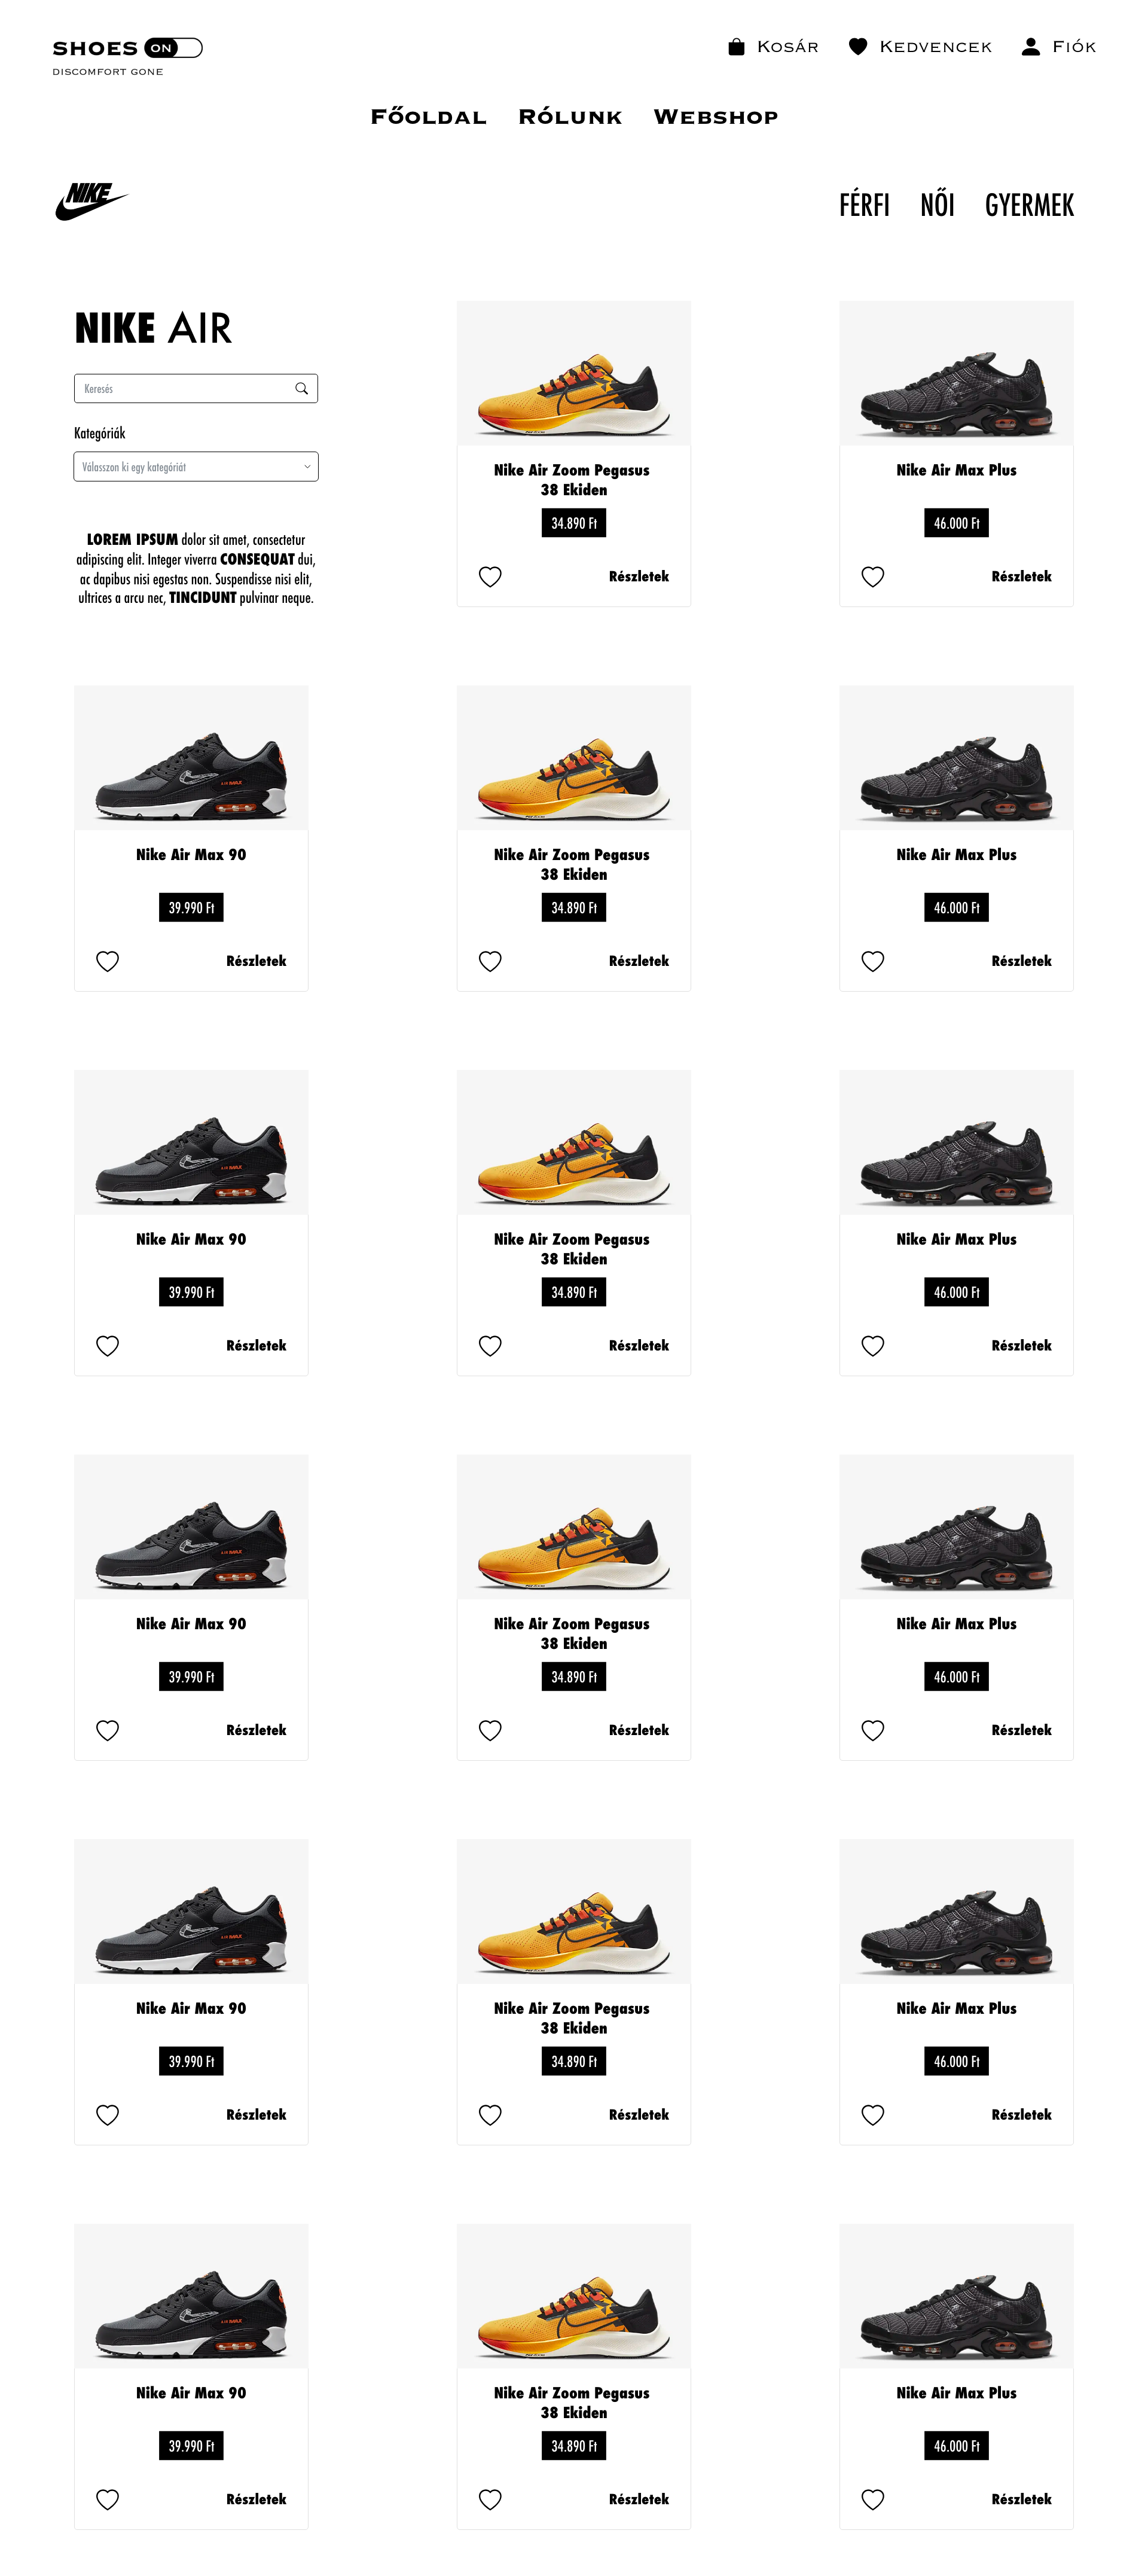 SHOES ON
DISCOMFORT GONE
Kosár
Kedvencek
Fiók
Főoldal Rólunk Webshop
NIKE
FÉRFI NŐI GYERMEK
NIKE AIR
Keresés
Kategóriák
Válasszon ki egy kategóriát
LOREM IPSUM dolor sit amet, consectetur
adipiscing elit. Integer viverra CONSEQUAT dui,
ac dapibus nisi egestas non. Suspendisse nisi elit,
ultrices a arcu nec, TINCIDUNT pulvinar neque.
Nike Air Zoom Pegasus
38 Ekiden
34.890 Ft
Részletek
Nike Air Max Plus
46.000 Ft
Részletek
AIR MAX
Nike Air Max 90
39.990 Ft
Részletek
Nike Air Zoom Pegasus
38 Ekiden
34.890 Ft
Részletek
Nike Air Max Plus
46.000 Ft
Részletek
AIR MAX
Nike Air Max 90
39.990 Ft
Részletek
Nike Air Zoom Pegasus
38 Ekiden
34.890 Ft
Részletek
Nike Air Max Plus
46.000 Ft
Részletek
AIR MAX
Nike Air Max 90
39.990 Ft
Részletek
Nike Air Zoom Pegasus
38 Ekiden
34.890 Ft
Részletek
Nike Air Max Plus
46.000 Ft
Részletek
AIR MAX
Nike Air Max 90
39.990 Ft
Részletek
Nike Air Zoom Pegasus
38 Ekiden
34.890 Ft
Részletek
Nike Air Max Plus
46.000 Ft
Részletek
AIR MAX
Nike Air Max 90
39.990 Ft
Részletek
Nike Air Zoom Pegasus
38 Ekiden
34.890 Ft
Részletek
Nike Air Max Plus
46.000 Ft
Részletek